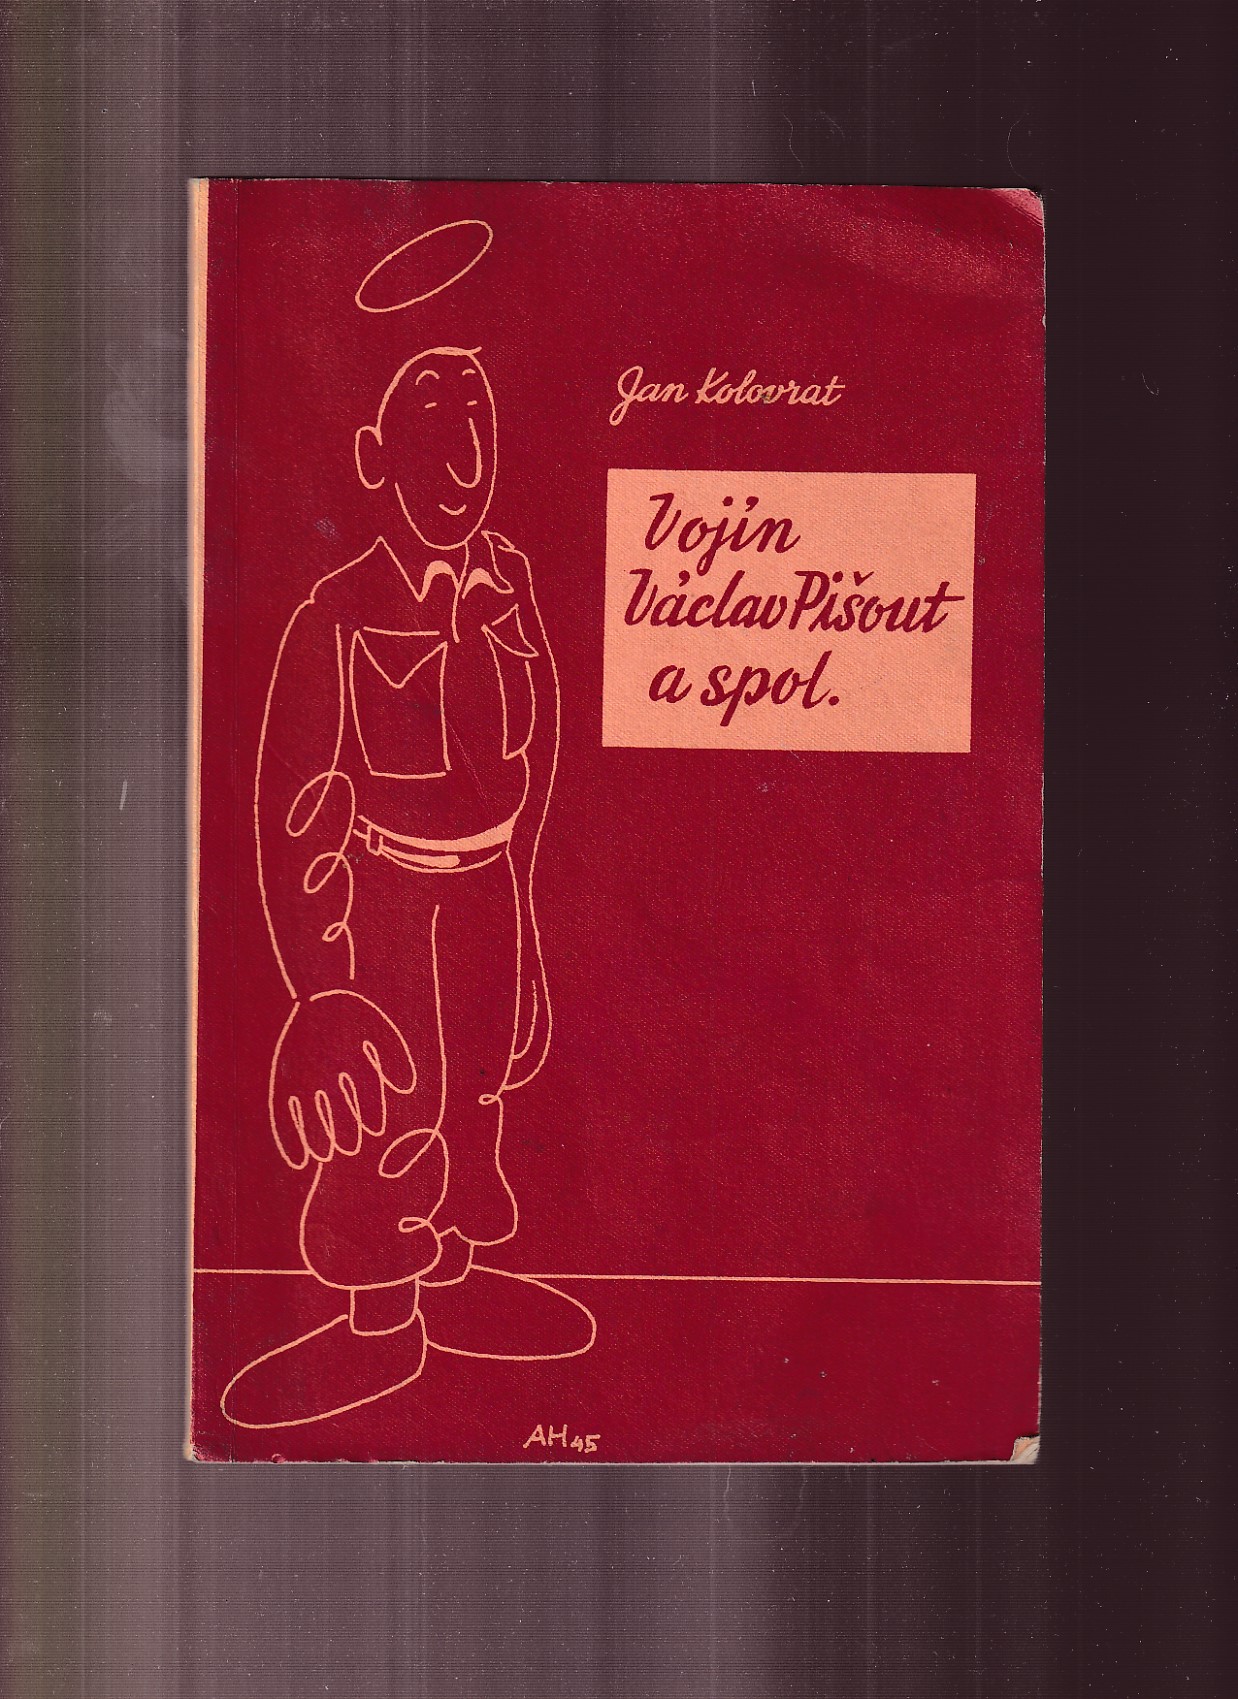 Jan Kolovrat
Vojín
Václav Pišout
a spol.
AH 45